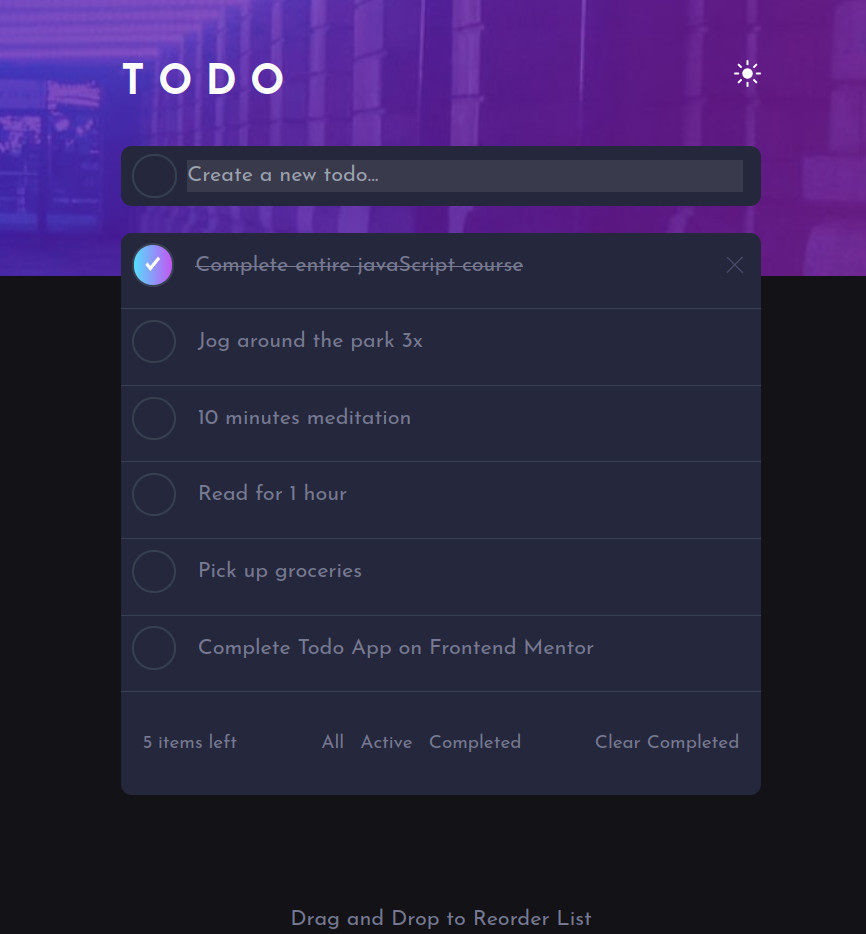 TODO
Create a new todo...
Complete entire javaScript course
Jog around the park 3x
10 minutes meditation
Read for 1 hour
Pick up groceries
Complete Todo App on Frontend Mentor
5 items left All Active Completed Clear Completed
Drag and Drop to Reorder List